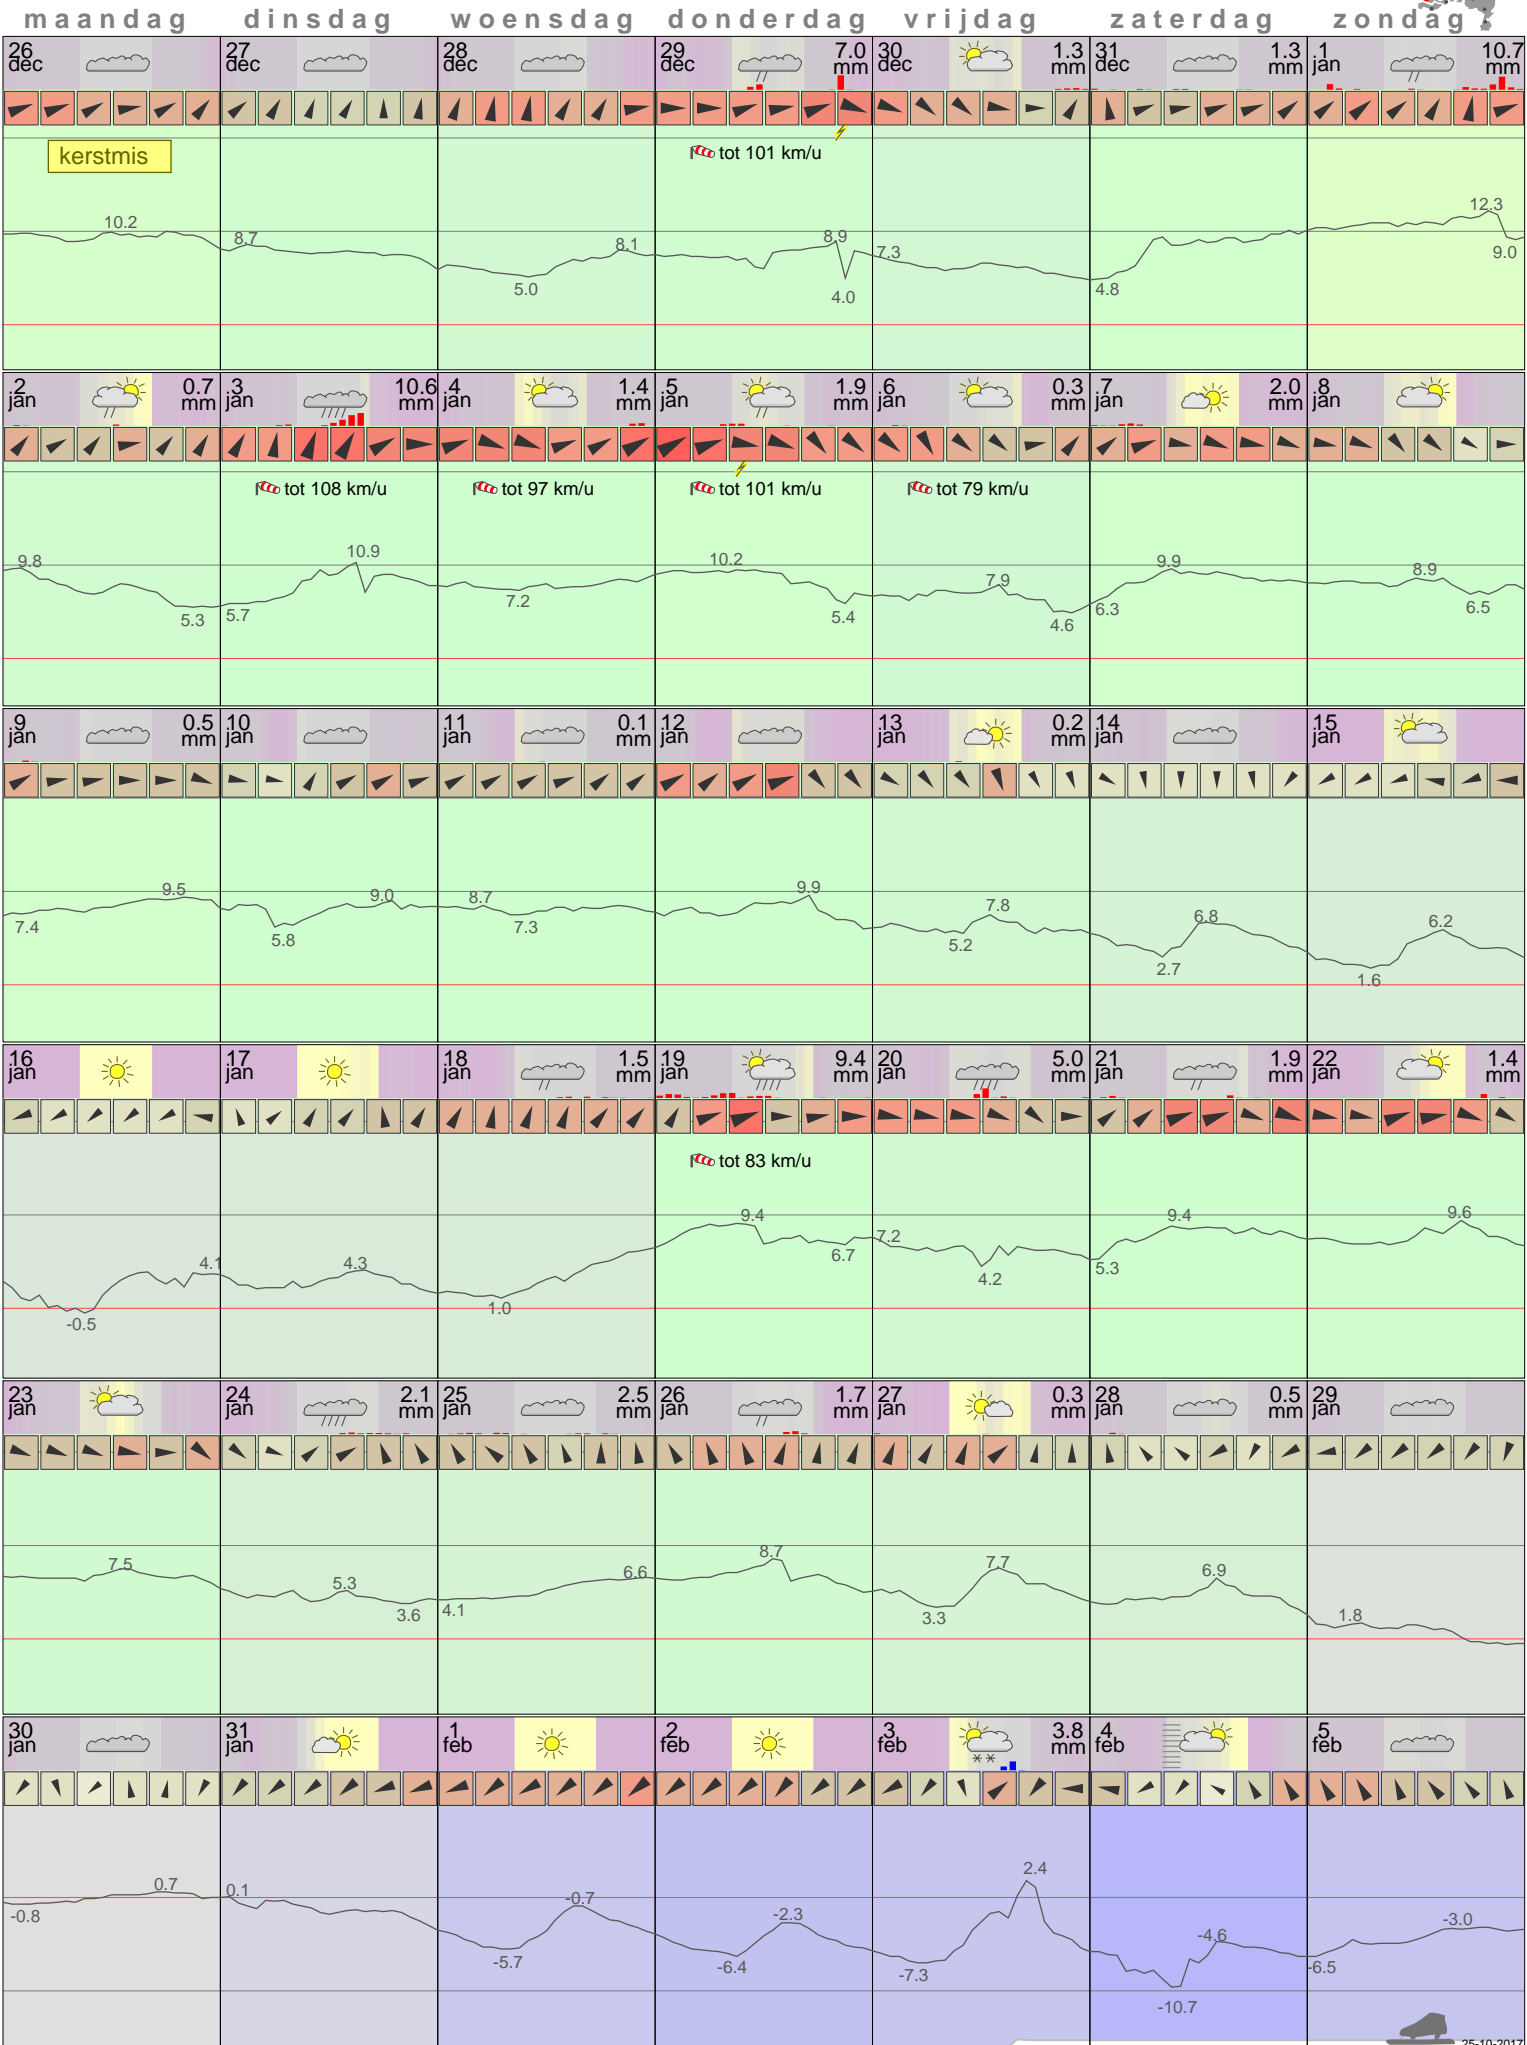 maandag dinsdag woensdag donderdag vrijdag zaterdag zondag
26 dec
27 dec
28 dec
29 dec 7.0 mm
30 dec 1.3 mm
31 dec 1.3 mm
1 jan 10.7 mm
kerstmis
tot 101 km/u
10.2 8.7 5.0 8.1 8.9 4.0 7.3 4.8 12.3 9.0
2 jan 0.7 mm
3 jan 10.6 mm
4 jan 1.4 mm
5 jan 1.9 mm
6 jan 0.3 mm
7 jan 2.0 mm
8 jan
tot 108 km/u tot 97 km/u tot 101 km/u tot 79 km/u
9.8 5.3 5.7 10.9 7.2 10.2 5.4 7.9 4.6 6.3 9.9 8.9 6.5
9 jan 0.5 mm
10 jan
11 jan 0.1 mm
12 jan
13 jan 0.2 mm
14 jan
15 jan
7.4 9.5 5.8 9.0 8.7 7.3 9.9 5.2 7.8 2.7 6.8 1.6 6.2
16 jan
17 jan
18 jan 1.5 mm
19 jan 9.4 mm
20 jan 5.0 mm
21 jan 1.9 mm
22 jan 1.4 mm
tot 83 km/u
-0.5 4.1 4.3 1.0 9.4 6.7 7.2 4.2 5.3 9.4 9.6
23 jan
24 jan 2.1 mm
25 jan 2.5 mm
26 jan 1.7 mm
27 jan 0.3 mm
28 jan 0.5 mm
29 jan
7.5 5.3 3.6 4.1 6.6 8.7 3.3 7.7 6.9 1.8
30 jan
31 jan
1 feb
2 feb
3 feb 3.8 mm
4 feb
5 feb
-0.8 0.7 0.1 -5.7 -0.7 -6.4 -2.3 -7.3 2.4 -10.7 -4.6 -6.5 -3.0
25-10-2017